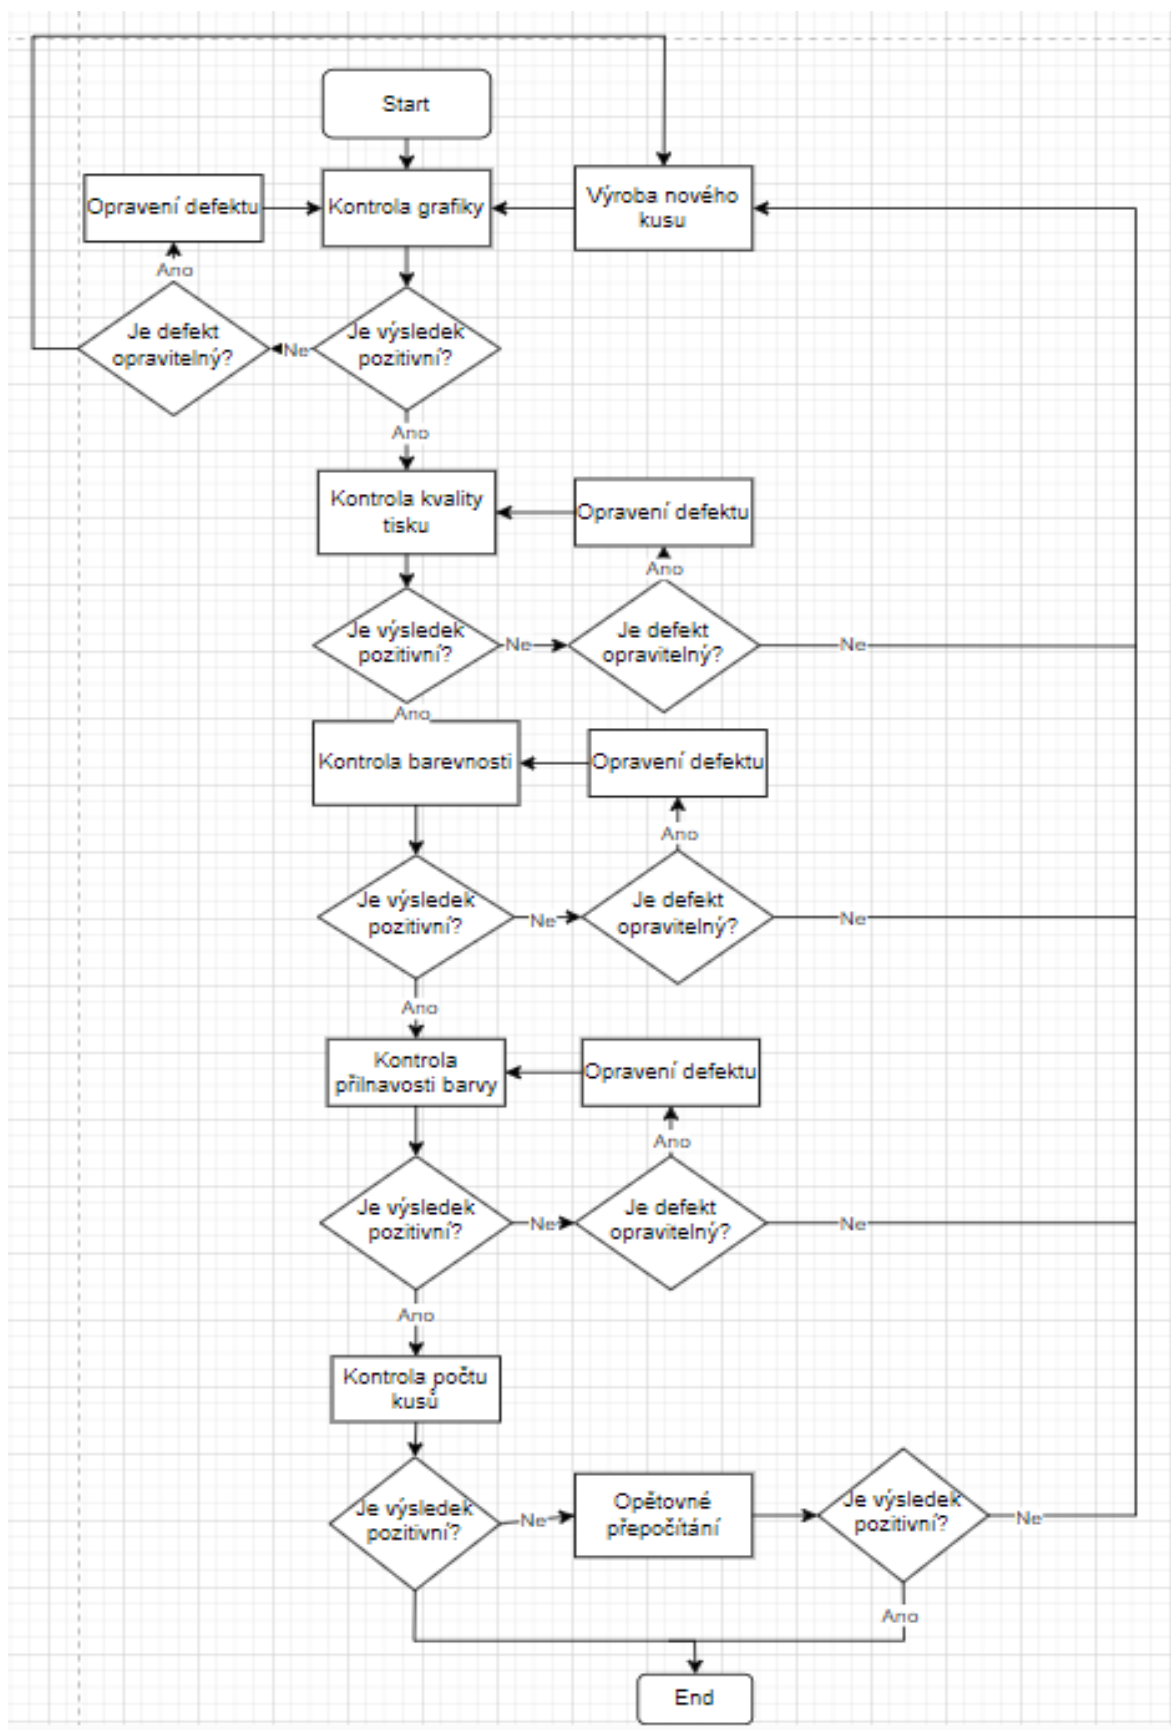 Start
Opravení defektu
Kontrola grafiky
Výroba nového
kusu
Ano
Je defekt
opravitelný?
Ne
Je výsledek
pozitivní?
Ano
Kontrola kvality
tisku
Opravení defektu
Ano
Je výsledek
pozitivní?
Ne
Je defekt
opravitelný?
Ne
Ano
Kontrola barevnosti
Opravení defektu
Ano
Je výsledek
pozitivní?
Ne
Je defekt
opravitelný?
Ne
Ano
Kontrola
přilnavosti barvy
Opravení defektu
Ano
Je výsledek
pozitivní?
Ne
Je defekt
opravitelný?
Ne
Ano
Kontrola počtu
kusů
Je výsledek
pozitivní?
Ne
Opětovné
přepočítání
Je výsledek
pozitivní?
Ne
Ano
End